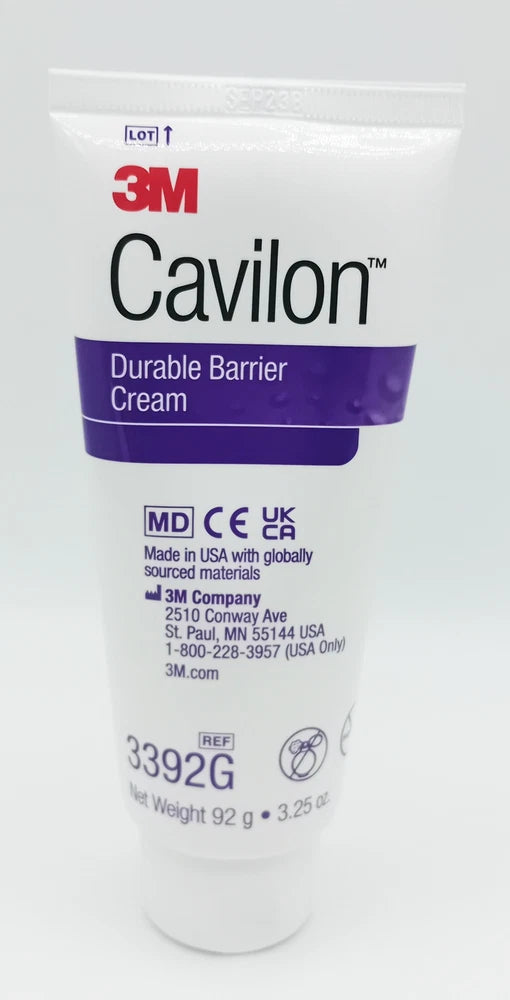 LOT
3M
Cavilon™
Durable Barrier
Cream
MD CE UK
CA
Made in USA with globally
sourced materials
3M Company
2510 Conway Ave
St. Paul, MN 55144 USA
1-800-228-3957 (USA Only)
3M.com
REF
3392G
Net Weight 92 g • 3.25 oz.